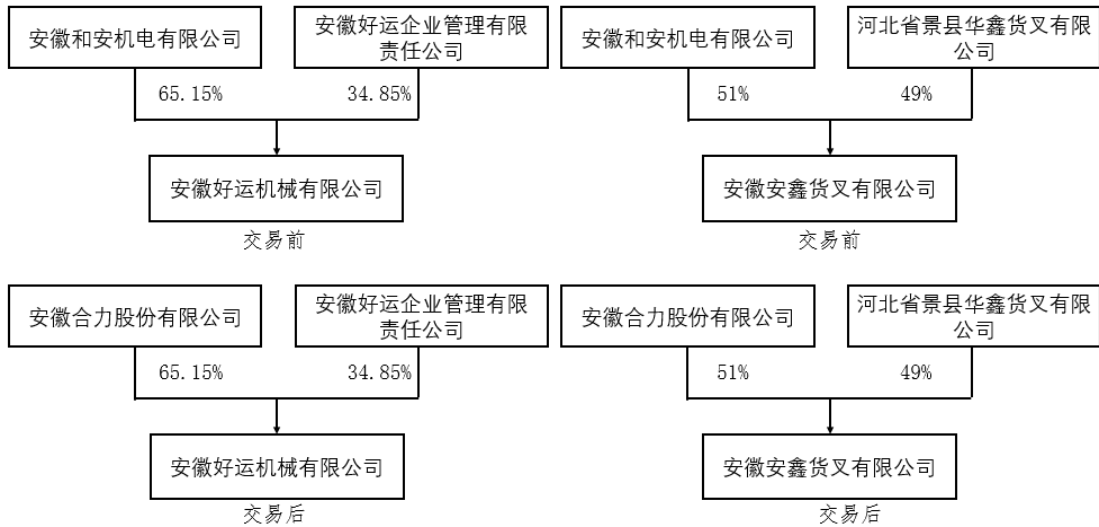 安徽和安机电有限公司
安徽好运企业管理有限
责任公司
65.15%
34.85%
安徽好运机械有限公司
交易前
安徽和安机电有限公司
河北省景县华鑫货叉有限
公司
51%
49%
安徽安鑫货叉有限公司
交易前
安徽合力股份有限公司
安徽好运企业管理有限
责任公司
65.15%
34.85%
安徽好运机械有限公司
交易后
安徽合力股份有限公司
河北省景县华鑫货叉有限
公司
51%
49%
安徽安鑫货叉有限公司
交易后